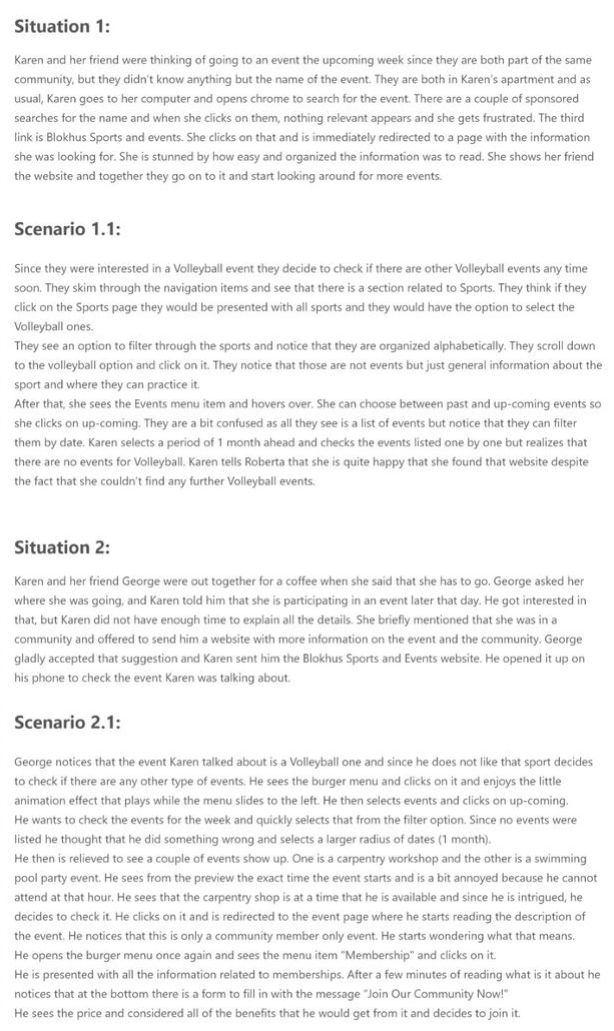 Situation 1:
Karen and her friend were thinking of going to an event the upcoming week since they are both part of the same
community, but they didn't know anything but the name of the event. They are both in Karen's apartment and as
usual, Karen goes to her computer and opens chrome to search for the event. There are a couple of sponsored
searches for the name and when she clicks on them, nothing relevant appears and she gets frustrated. The third
link is Blokhus Sports and events. She clicks on that and is immediately redirected to a page with the information
she was looking for. She is stunned by how easy and organized the information was to read. She shows her friend
the website and together they go on to it and start looking around for more events.
Scenario 1.1:
Since they were interested in a Volleyball event they decide to check if there are other Volleyball events any time
soon. They skim through the navigation items and see that there is a section related to Sports. They think if they
click on the Sports page they would be presented with all sports and they would have the option to select the
Volleyball ones.
They see an option to filter through the sports and notice that they are organized alphabetically. They scroll down
to the volleyball option and click on it. They notice that those are not events but just general information about the
sport and where they can practice it.
After that, she sees the Events menu item and hovers over. She can choose between past and up-coming events so
she clicks on up-coming. They are a bit confused as all they see is a list of events but notice that they can filter
them by date. Karen selects a period of 1 month ahead and checks the events listed one by one but realizes that
there are no events for Volleyball. Karen tells Roberta that she is quite happy that she found that website despite
the fact that she couldn't find any further Volleyball events.
Situation 2:
Karen and her friend George were out together for a coffee when she said that she has to go. George asked her
where she was going, and Karen told him that she is participating in an event later that day. He got interested in
that, but Karen did not have enough time to explain all the details. She briefly mentioned that she was in a
community and offered to send him a website with more information on the event and the community. George
gladly accepted that suggestion and Karen sent him the Blokhus Sports and Events website. He opened it up on
his phone to check the event Karen was talking about.
Scenario 2.1:
George notices that the event Karen talked about is a Volleyball one and since he does not like that sport decides
to check if there are any other type of events. He sees the burger menu and clicks on it and enjoys the little
animation effect that plays while the menu slides to the left. He then selects events and clicks on up-coming.
He wants to check the events for the week and quickly selects that from the filter option. Since no events were
listed he thought that he did something wrong and selects a larger radius of dates (1 month).
He then is relieved to see a couple of events show up. One is a carpentry workshop and the other is a swimming
pool party event. He sees from the preview the exact time the event starts and is a bit annoyed because he cannot
attend at that hour. He sees that the carpentry shop is at a time that he is available and since he is intrigued, he
decides to check it. He clicks on it and is redirected to the event page where he starts reading the description of
the event. He notices that this is only a community member only event. He starts wondering what that means.
He opens the burger menu once again and sees the menu item "Membership" and clicks on it.
He is presented with all the information related to memberships. After a few minutes of reading what is it about he
notices that at the bottom there is a form to fill in with the message "Join Our Community Now!"
He sees the price and considered all of the benefits that he would get from it and decides to join it.